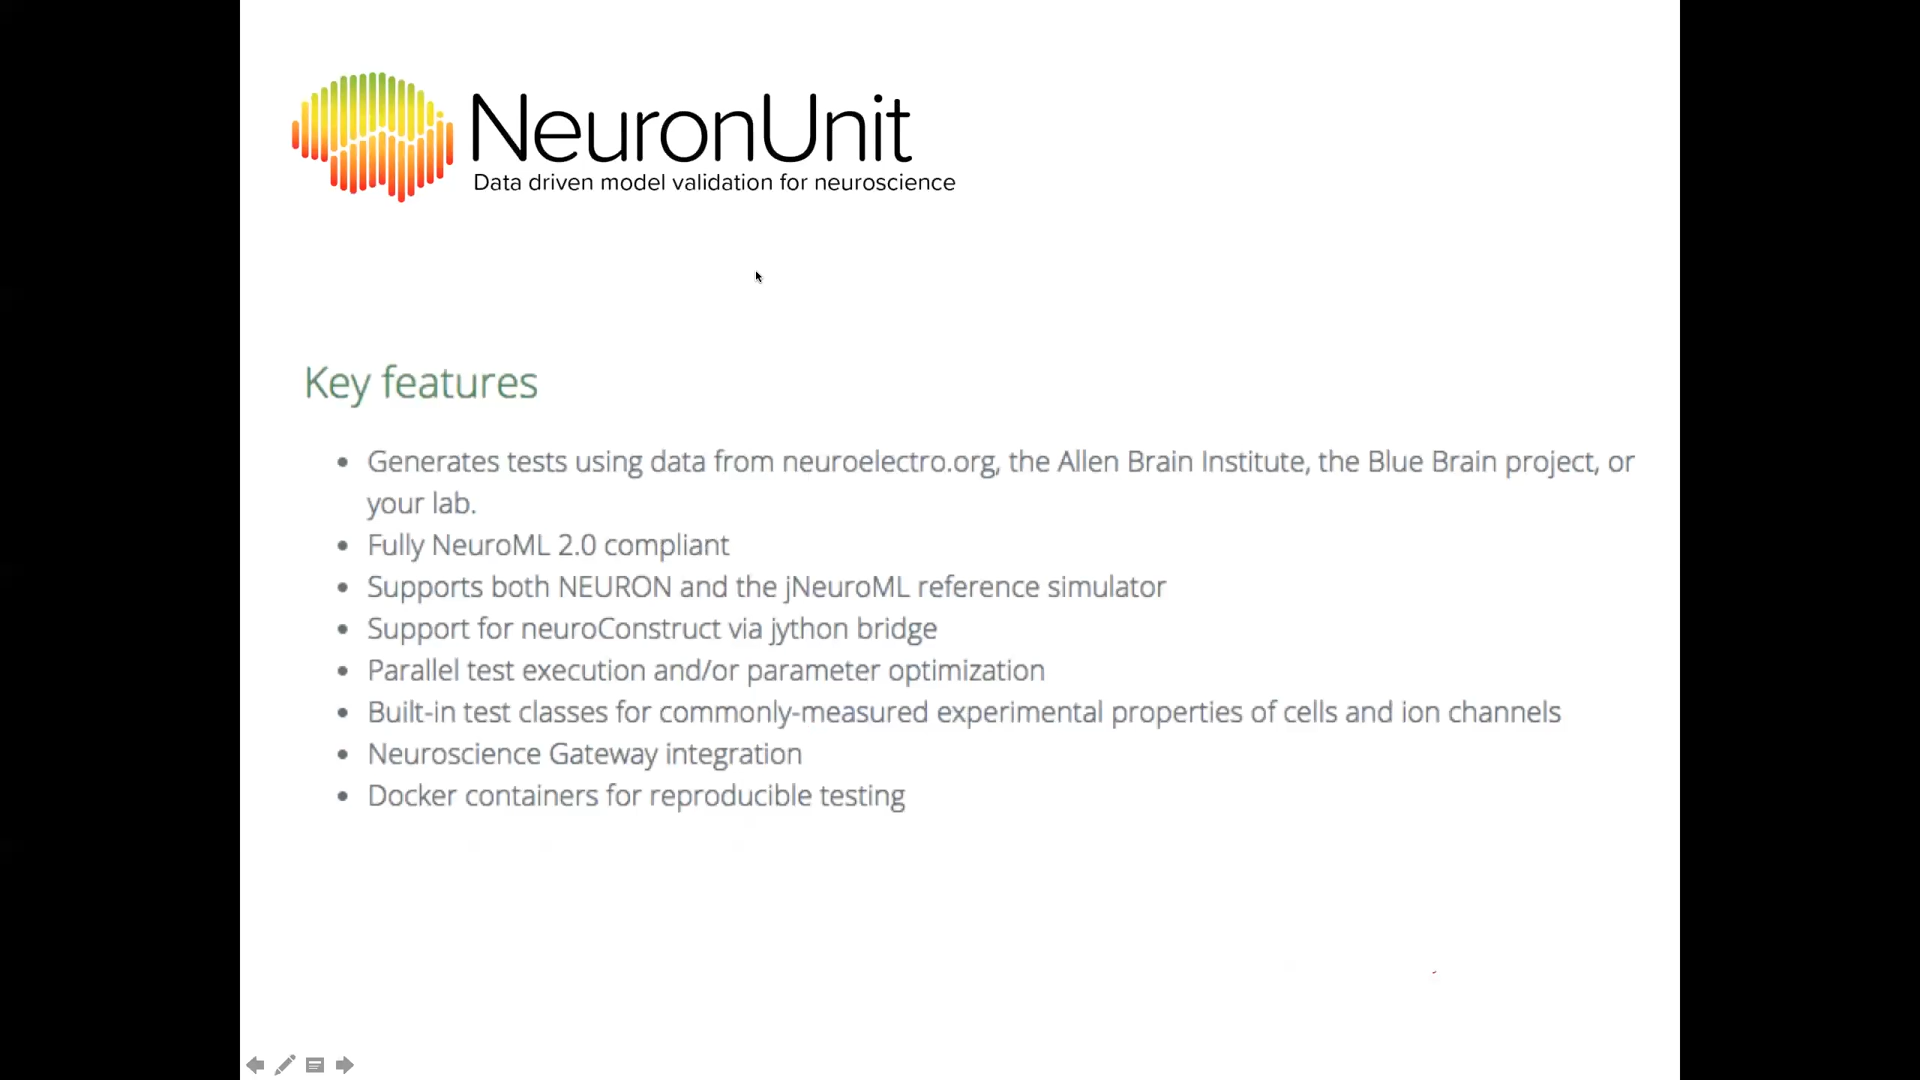 NeuronUnit
Data driven model validation for neuroscience
Key features
• Generates tests using data from neuroelectro.org, the Allen Brain Institute, the Blue Brain project, or
your lab.
• Fully NeuroML 2.0 compliant
• Supports both NEURON and the jNeuroML reference simulator
• Support for neuroConstruct via jython bridge
• Parallel test execution and/or parameter optimization
• Built-in test classes for commonly-measured experimental properties of cells and ion channels
• Neuroscience Gateway integration
• Docker containers for reproducible testing